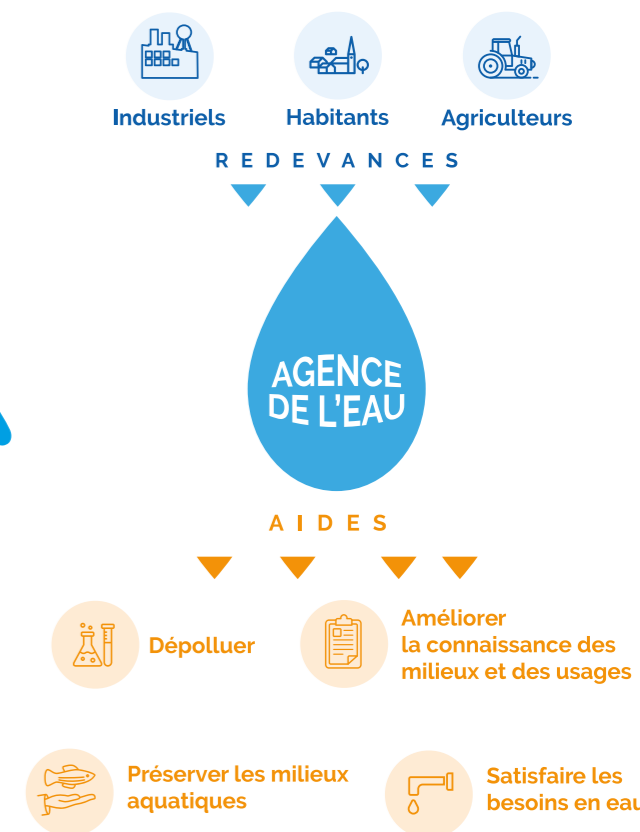 Industriels
Habitants
Agriculteurs
REDEVANCES
AGENCE
DE L'EAU
AIDES
Dépolluer
Améliorer
la connaissance des
milieux et des usages
Préserver les milieux
aquatiques
Satisfaire les
besoins en eau